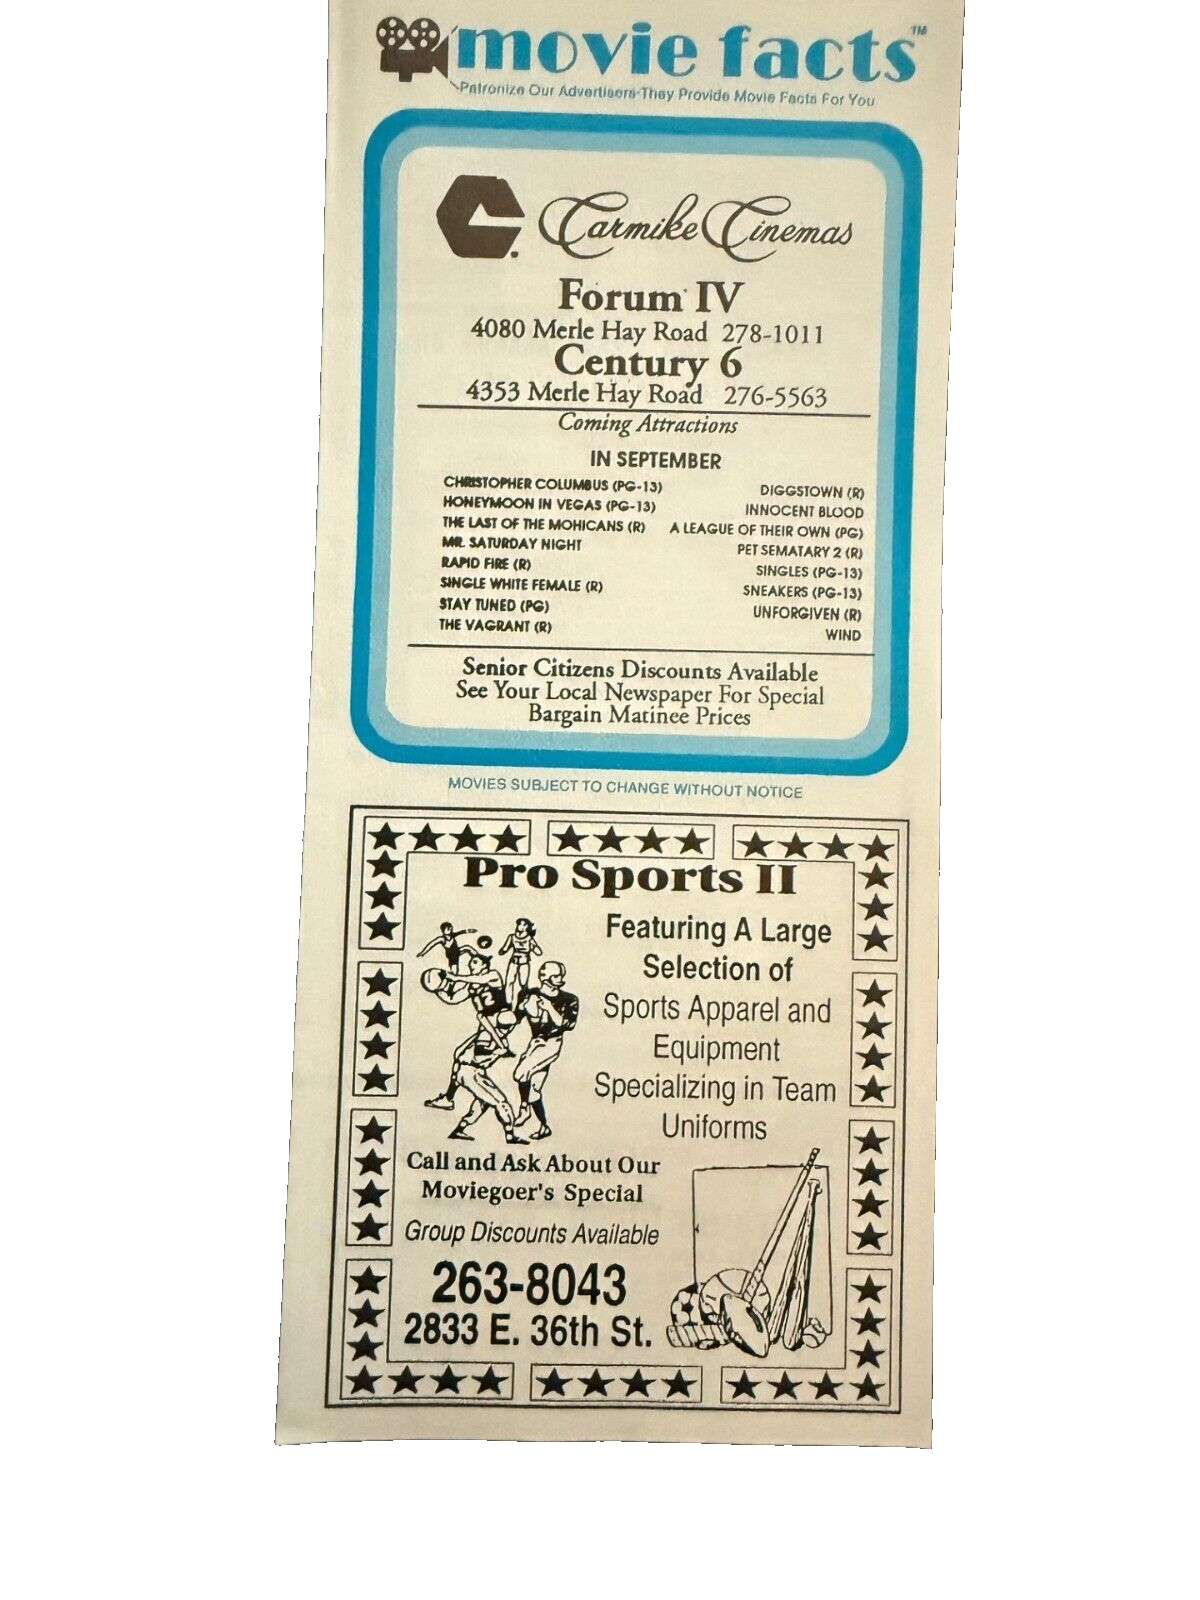 movie facts™
Patronize Our Advertisers-They Provide Movie Facts For You
Carmike Cinemas
Forum IV
4080 Merle Hay Road 278-1011
Century 6
4353 Merle Hay Road 276-5563
Coming Attractions
IN SEPTEMBER
CHRISTOPHER COLUMBUS (PG-13)
HONEYMOON IN VEGAS (PG-13)
THE LAST OF THE MOHICANS (R)
MR. SATURDAY NIGHT
RAPID FIRE (R)
SINGLE WHITE FEMALE (R)
STAY TUNED (PG)
THE VAGRANT (R)
DIGGSTOWN (R)
INNOCENT BLOOD
A LEAGUE OF THEIR OWN (PG)
PET SEMATARY 2 (R)
SINGLES (PG-13)
SNEAKERS (PG-13)
UNFORGIVEN (R)
WIND
Senior Citizens Discounts Available
See Your Local Newspaper For Special
Bargain Matinee Prices
MOVIES SUBJECT TO CHANGE WITHOUT NOTICE
Pro Sports II
Featuring A Large
Selection of
Sports Apparel and
Equipment
Specializing in Team
Uniforms
Call and Ask About Our
Moviegoer's Special
Group Discounts Available
263-8043
2833 E. 36th St.